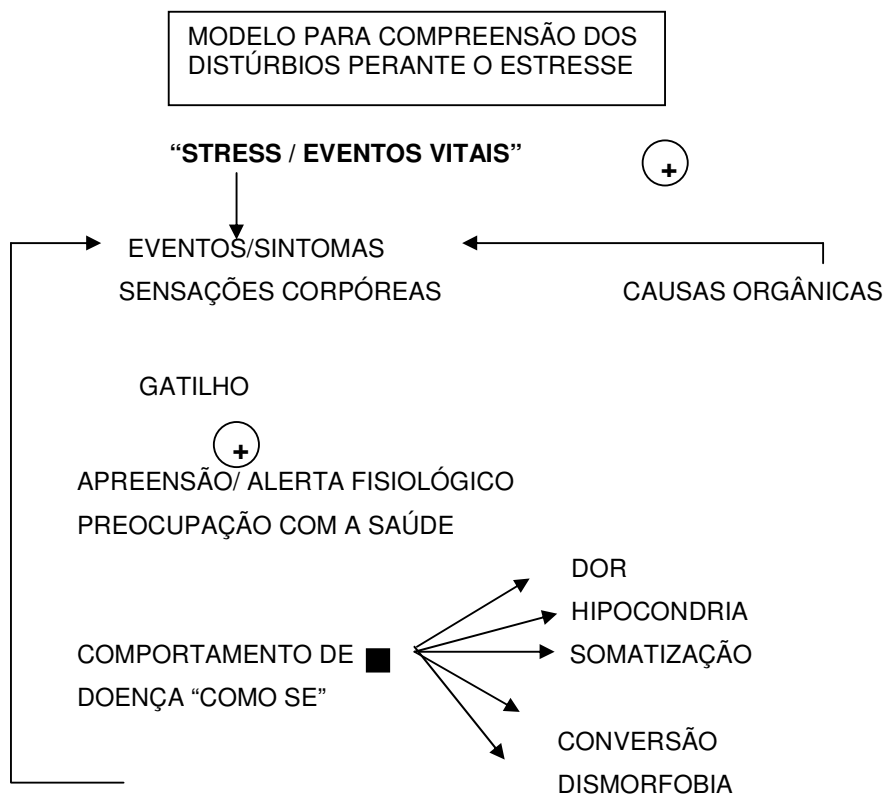 MODELO PARA COMPREENSÃO DOS
DISTÚRBIOS PERANTE O ESTRESSE
“STRESS / EVENTOS VITAIS”
+
EVENTOS/SINTOMAS
SENSAÇÕES CORPÓREAS
CAUSAS ORGÂNICAS
GATILHO
+
APREENSÃO/ ALERTA FISIOLÓGICO
PREOCUPAÇÃO COM A SAÚDE
COMPORTAMENTO DE
DOENÇA “COMO SE”
DOR
HIPOCONDRIA
SOMATIZAÇÃO
CONVERSÃO
DISMORFOBIA